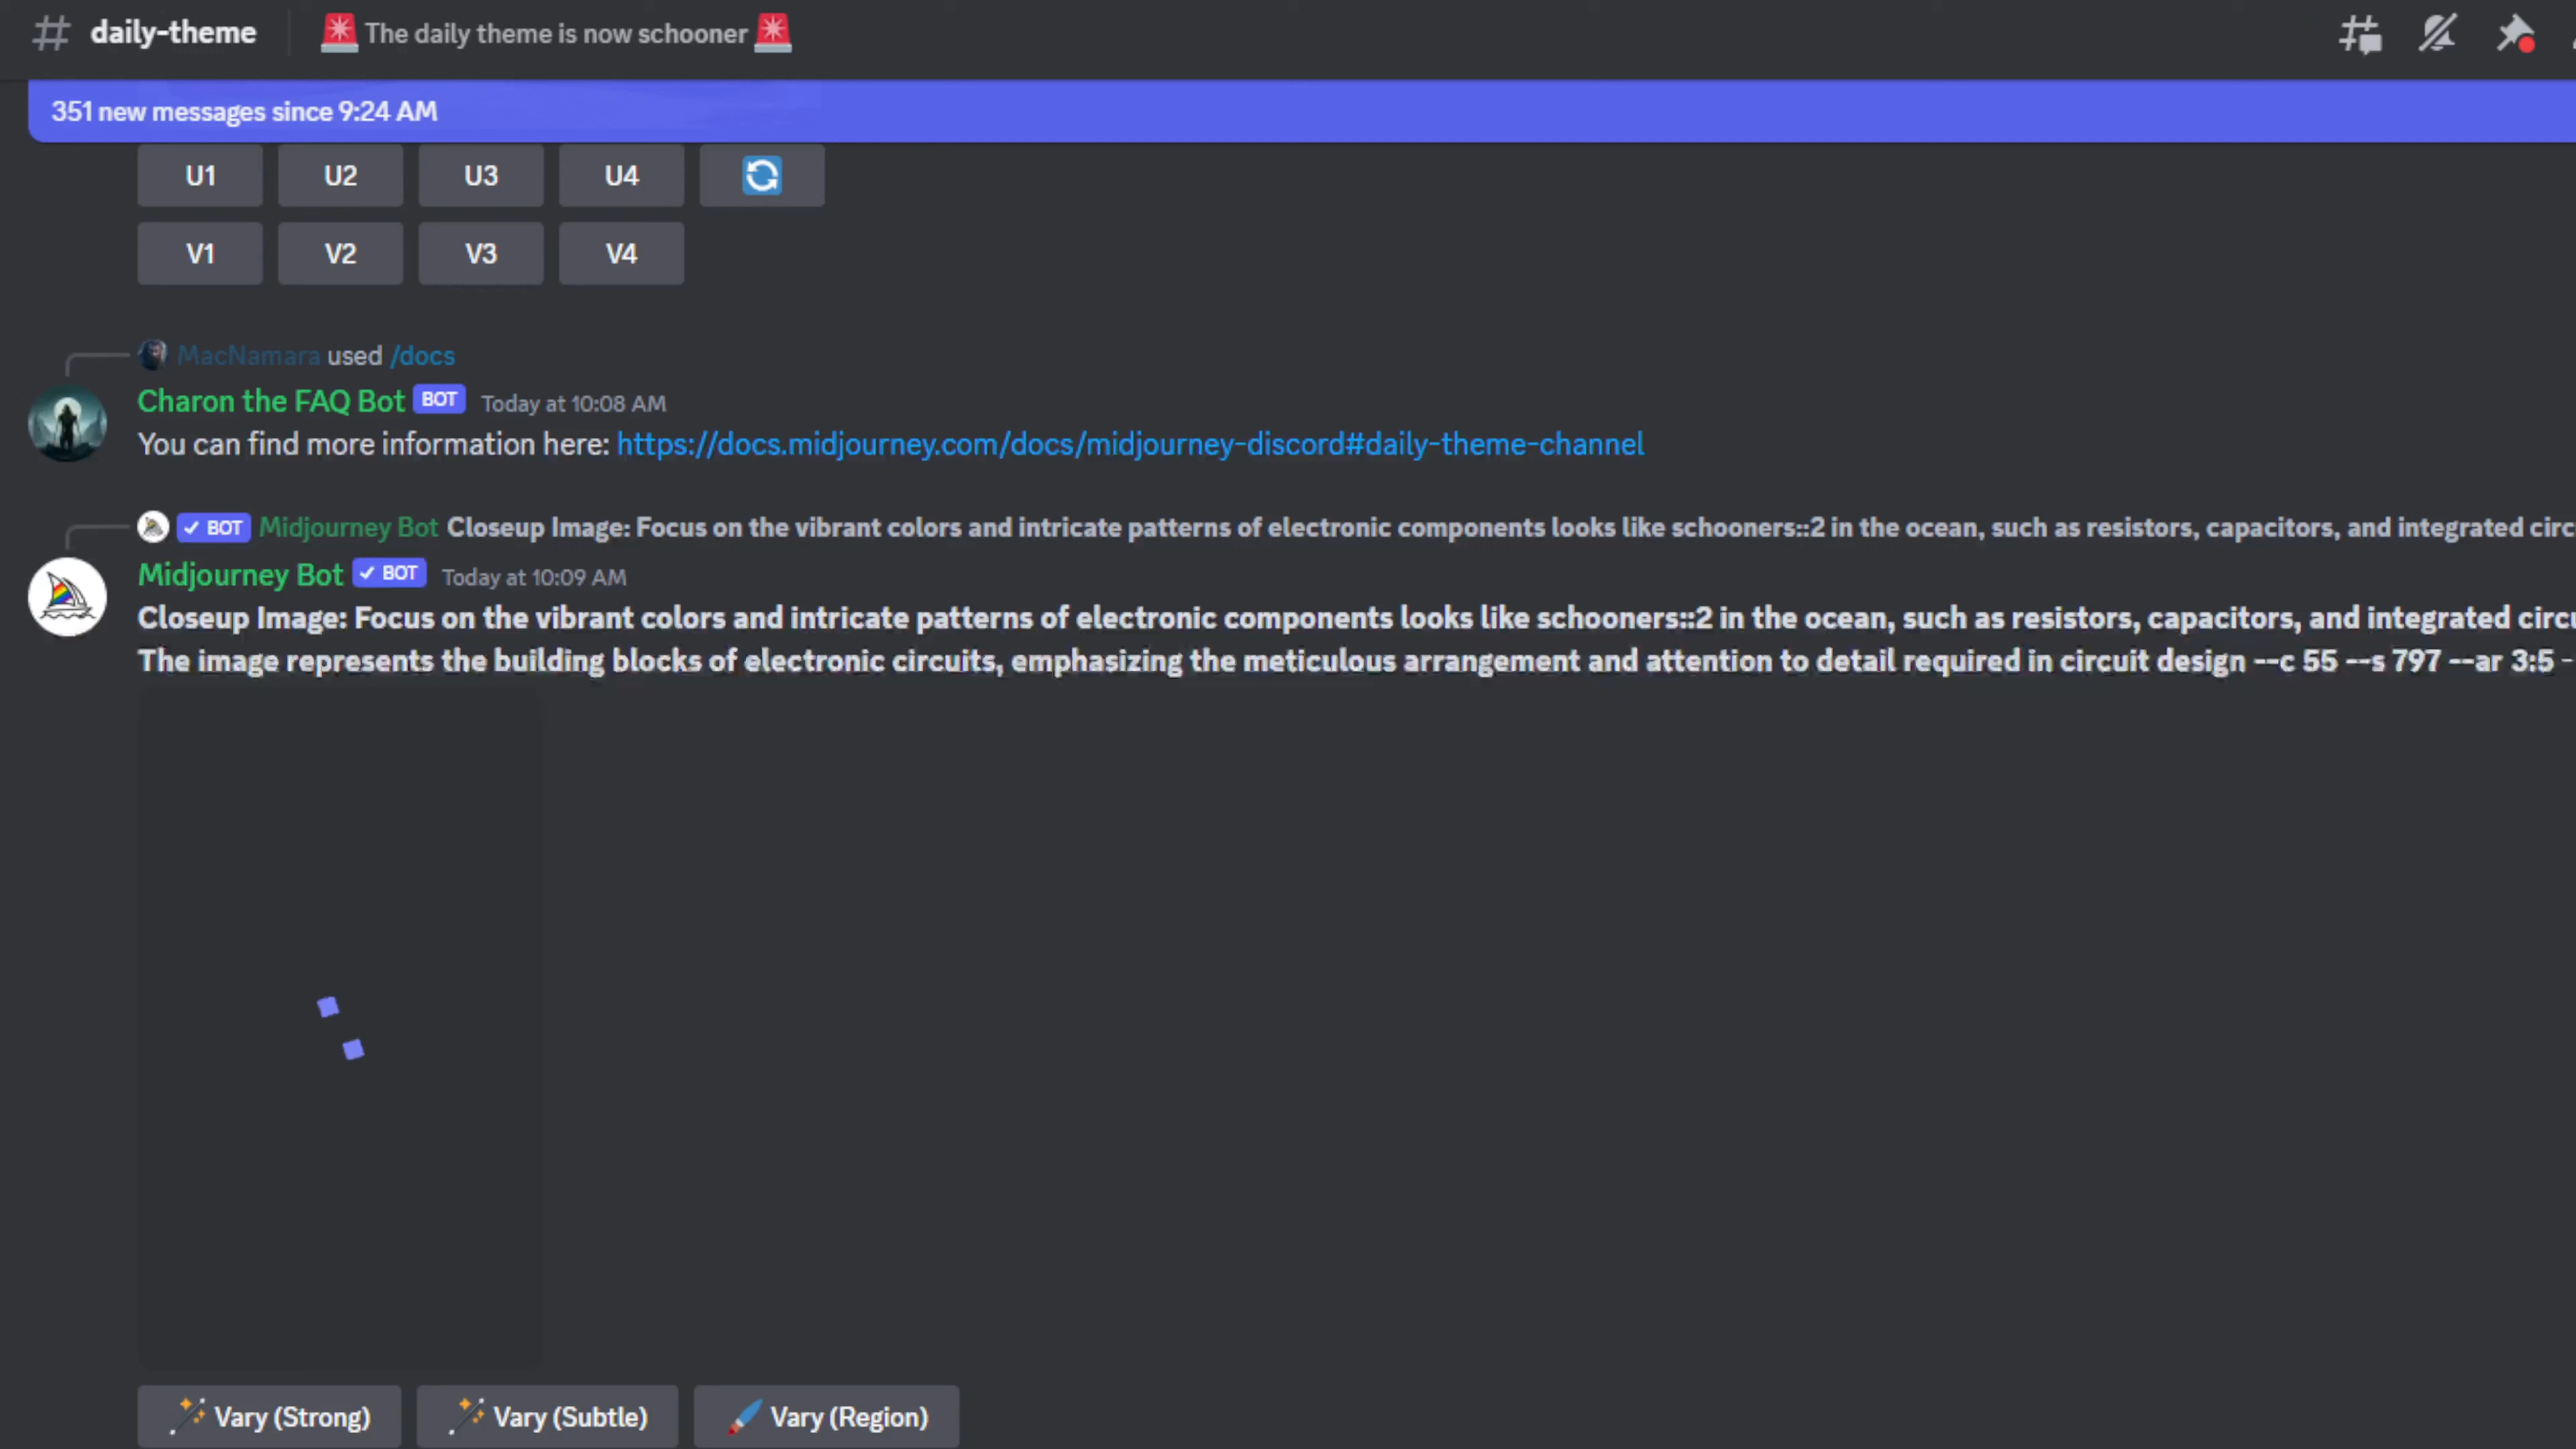 daily-theme
The daily theme is now schooner
351 new messages since 9:24 AM
U1 U2 U3 U4
V1 V2 V3 V4
MacNamara used /docs
Charon the FAQ Bot BOT Today at 10:08 AM
You can find more information here: https://docs.midjourney.com/docs/midjourney-discord#daily-theme-channel
BOT Midjourney Bot Closeup Image: Focus on the vibrant colors and intricate patterns of electronic components looks like schooners::2 in the ocean, such as resistors, capacitors, and integrated circ
Midjourney Bot BOT Today at 10:09 AM
Closeup Image: Focus on the vibrant colors and intricate patterns of electronic components looks like schooners::2 in the ocean, such as resistors, capacitors, and integrated circu
The image represents the building blocks of electronic circuits, emphasizing the meticulous arrangement and attention to detail required in circuit design --c 55 --s 797 --ar 3:5 -
Vary (Strong) Vary (Subtle) Vary (Region)